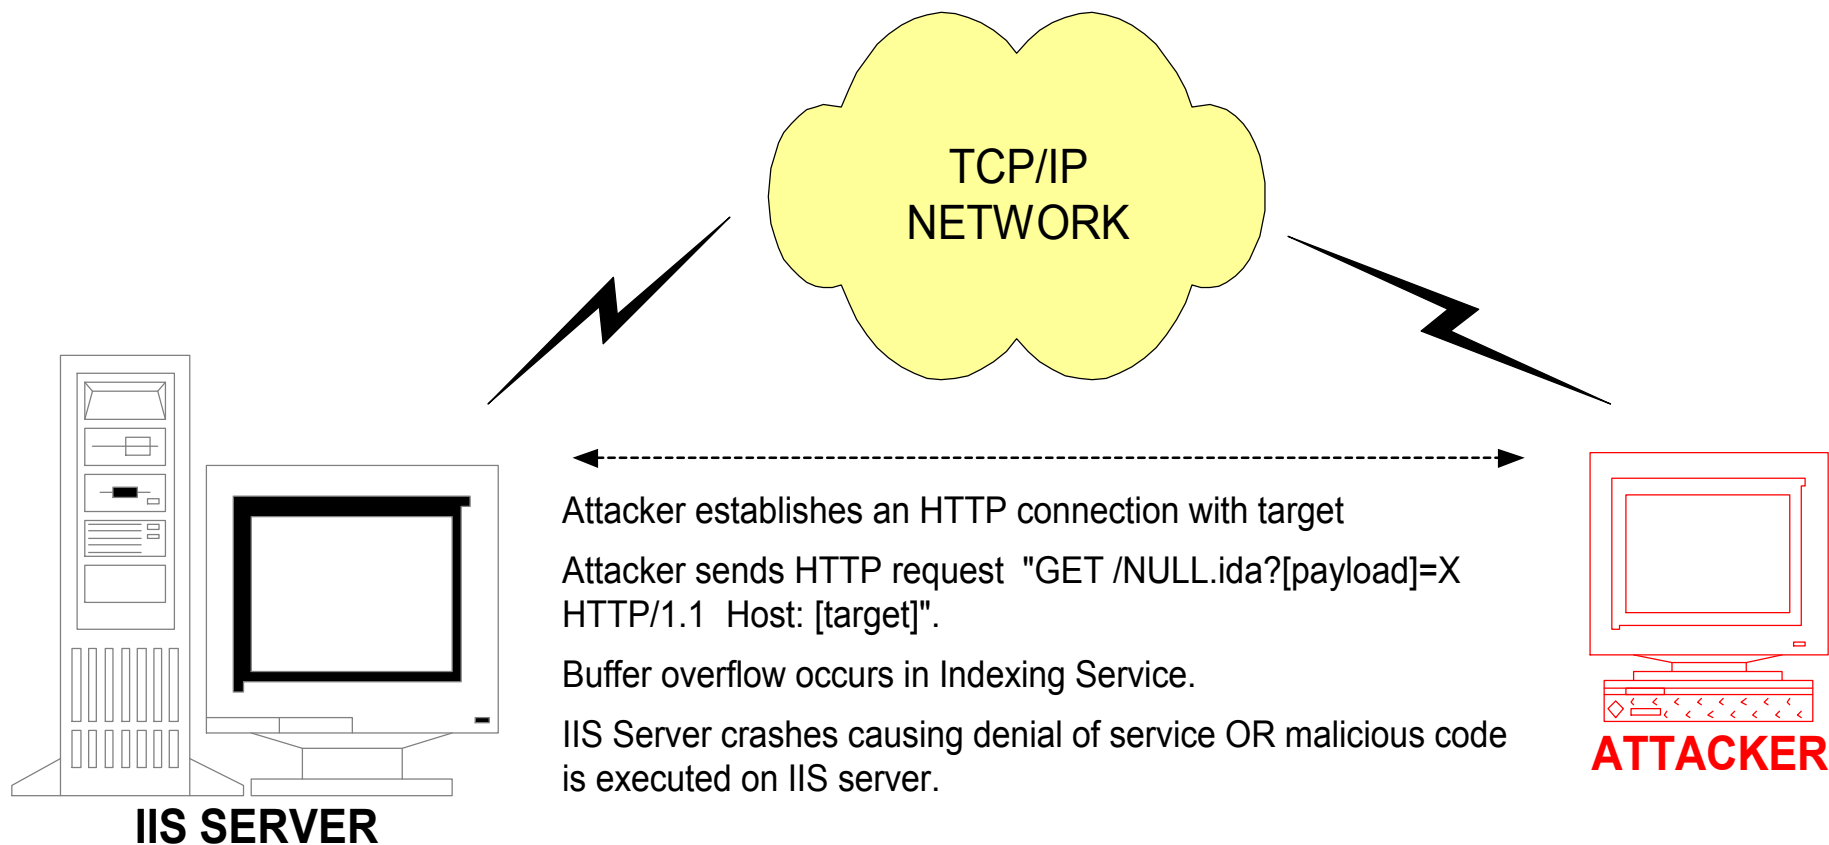 TCP/IP
NETWORK
Attacker establishes an HTTP connection with target
Attacker sends HTTP request "GET /NULL.ida?[payload]=X
HTTP/1.1 Host: [target]".
Buffer overflow occurs in Indexing Service.
IIS Server crashes causing denial of service OR malicious code
is executed on IIS server.
ATTACKER
IIS SERVER